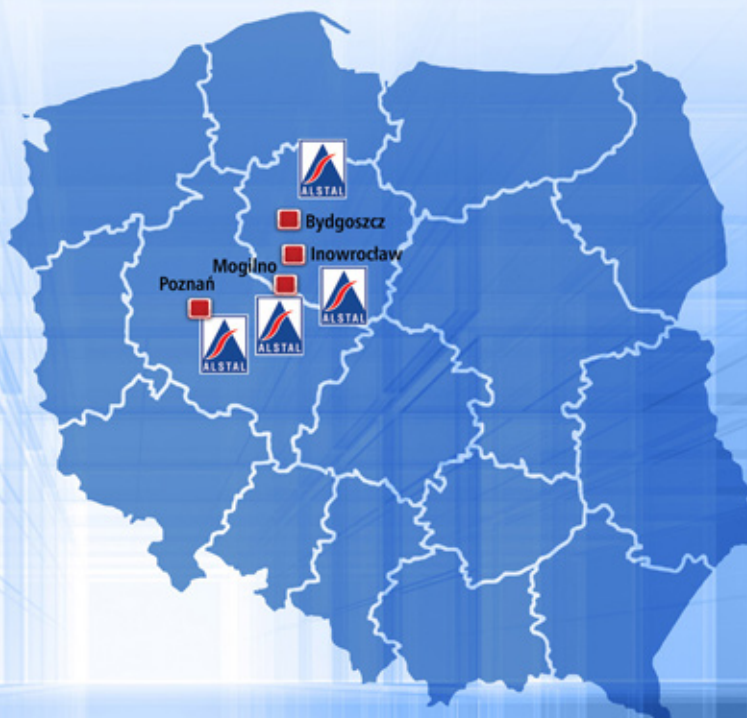 ALSTAL
Bydgoszcz
Inowrocław
Mogilno
Poznań
ALSTAL
ALSTAL
ALSTAL